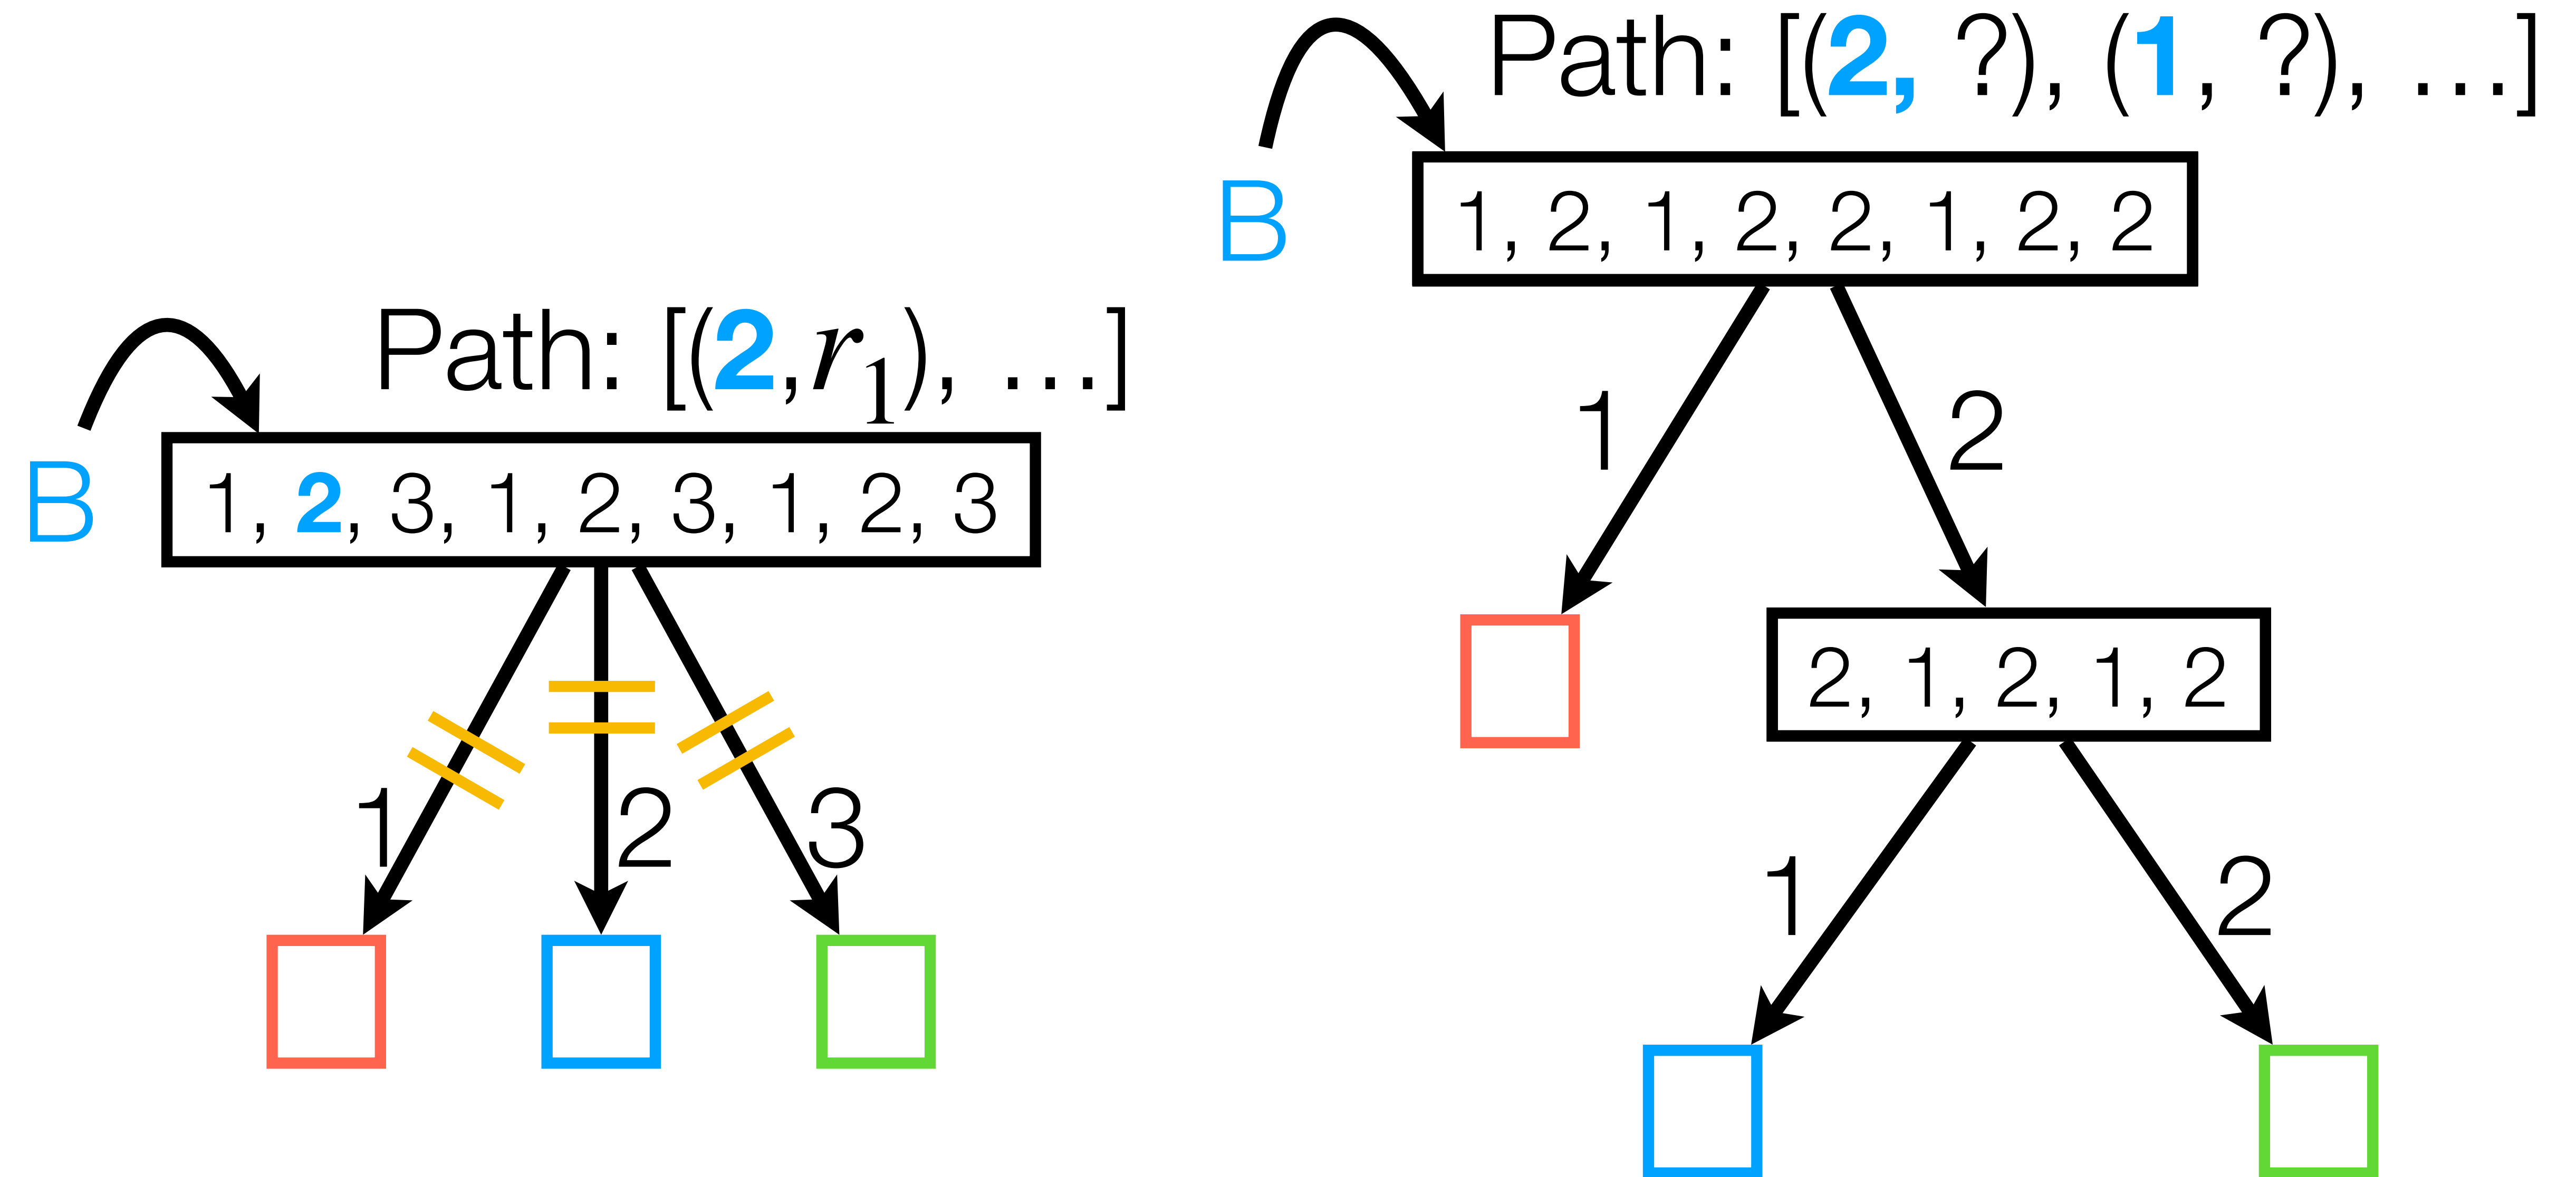 Path: [(2,r₁), …]
B
1, 2, 3, 1, 2, 3, 1, 2, 3
1
2
3
Path: [(2, ?), (1, ?), …]
B
1, 2, 1, 2, 2, 1, 2, 2
1
2
2, 1, 2, 1, 2
1
2